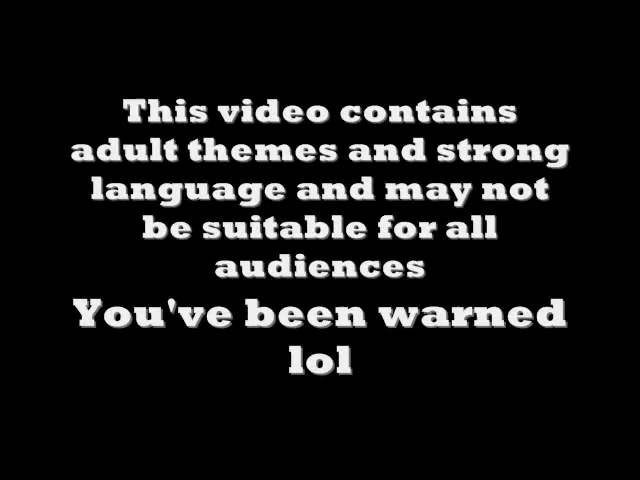 This video contains
adult themes and strong
language and may not
be suitable for all
audiences
You've been warned
lol